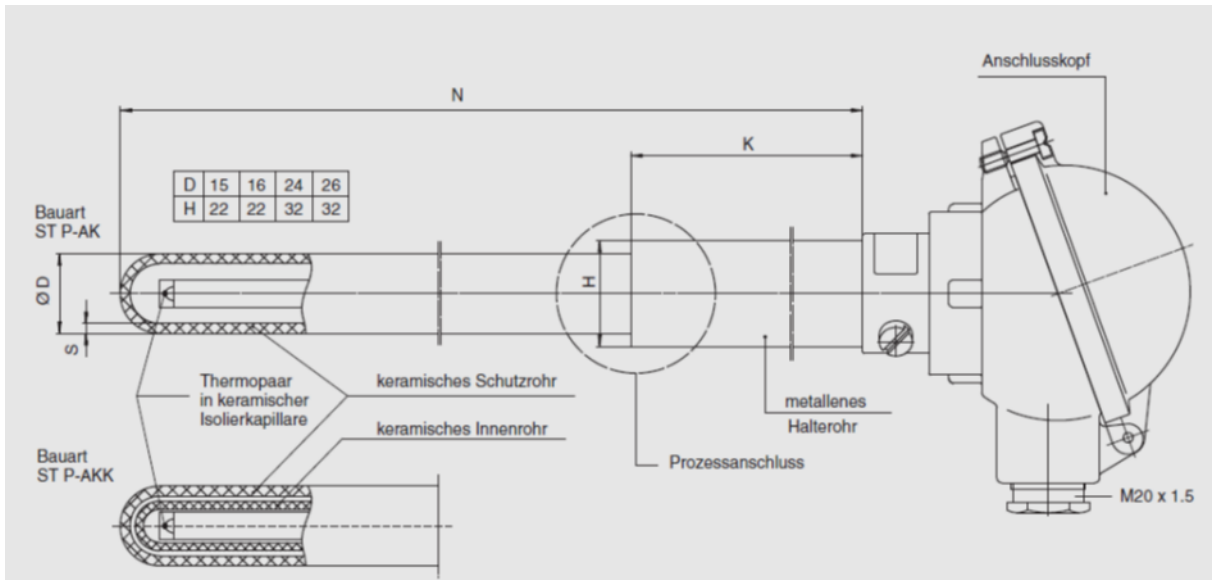 Anschlusskopf
N
K
D 15 16 24 26
H 22 22 32 32
Bauart
ST P-AK
Ø D
H
S
Thermopaar
in keramischer
Isolierkapillare
keramisches Schutzrohr
keramisches Innenrohr
metallenes
Halterohr
Prozessanschluss
Bauart
ST P-AKK
M20 x 1.5